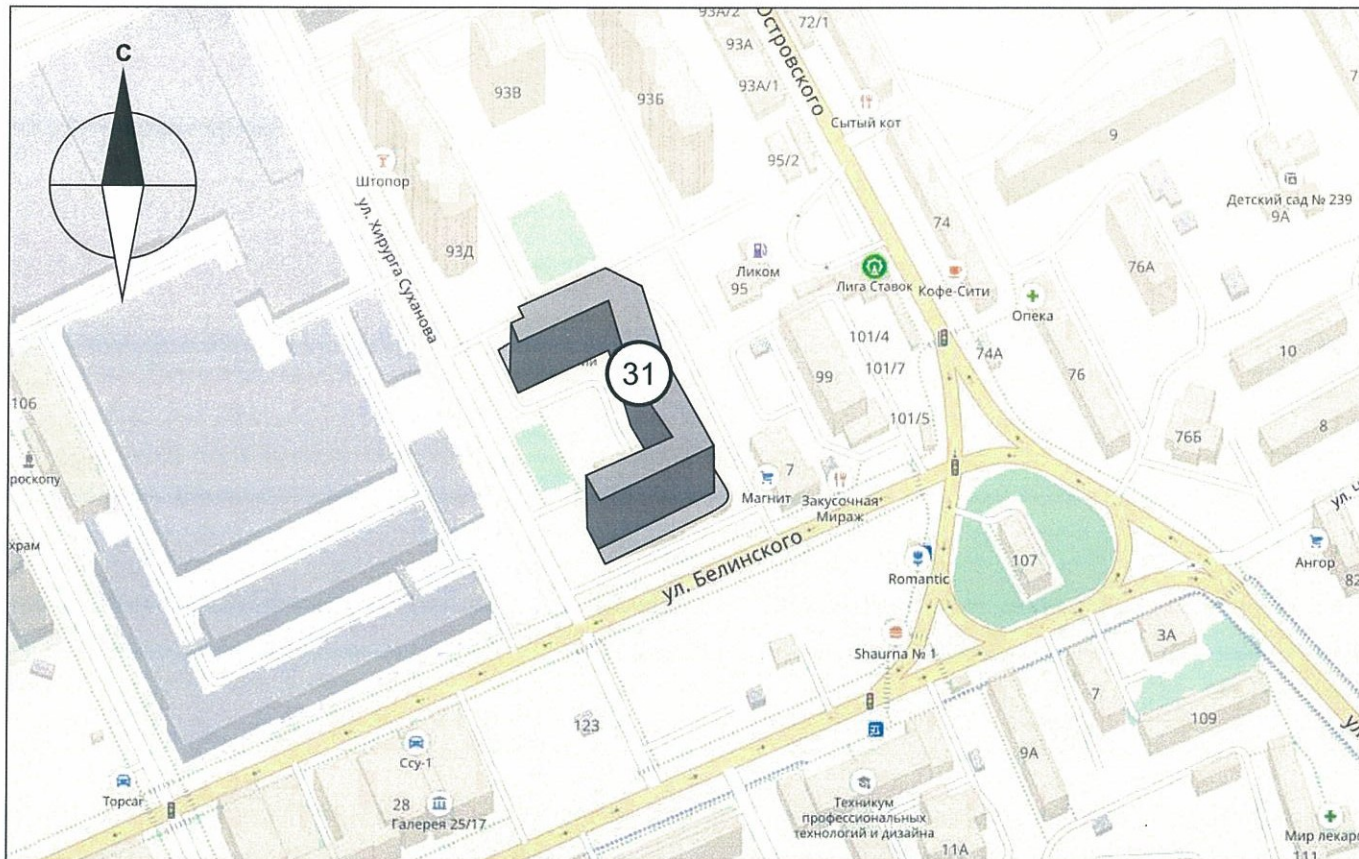 93А/2
72/1
С
93А
Островского
93В
93Б
93А/1
Сытый кот
9
95/2
Штопор
Детский сад № 239
9А
ул. Хирурга Суханова
74
93Д
Ликом
95
76А
Лига Ставок
Кофе-Сити
Опека
101/4
74А
10
31
99
101/7
76
106
101/5
76Б
8
7
Магнит
Закусочная
Мираж
ул. Белинского
храм
107
Romantic
Ангор
82
3А
Shaurna № 1
7
123
109
9А
Ссу-1
Topcar
28
Галерея 25/17
Техникум
профессиональных
технологий и дизайна
11А
111